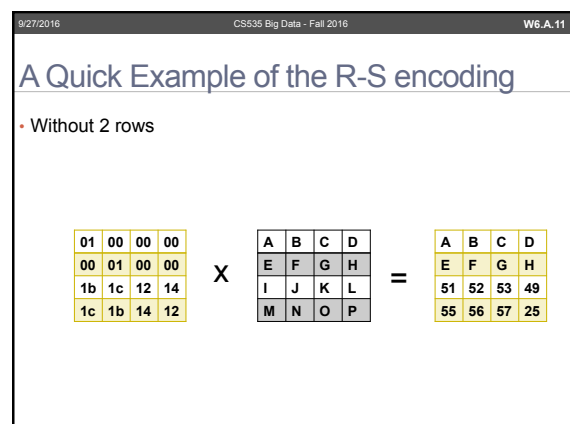 9/27/2016 CS535 Big Data - Fall 2016 W6.A.11
A Quick Example of the R-S encoding
• Without 2 rows
01 00 00 00 A B C D A B C D
00 01 00 00 X E F G H = E F G H
1b 1c 12 14 I J K L 51 52 53 49
1c 1b 14 12 M N O P 55 56 57 25